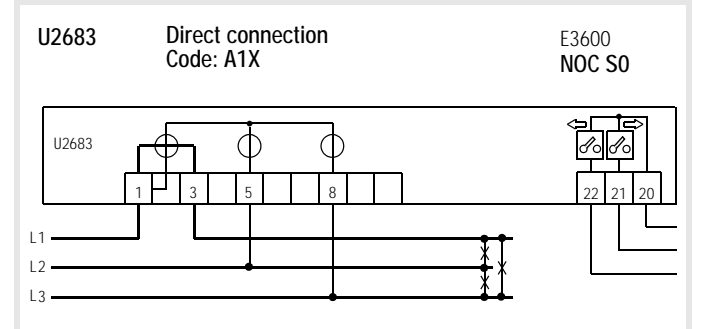 U2683 Direct connection E3600
Code: A1X NOC S0
U2683
1 3 5 8 22 21 20
L1
L2
L3